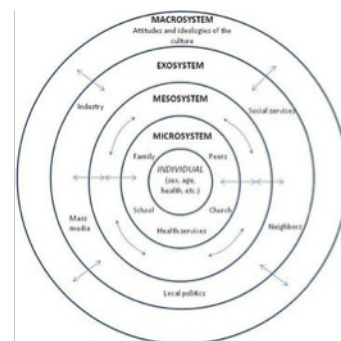 MACROSYSTEM
Attitudes and ideologies of the
culture
EXOSYSTEM
Industry
Social services
MESOSYSTEM
MICROSYSTEM
Family
Peers
INDIVIDUAL
(sex, age,
health, etc.)
School
Church
Health services
Mass
media
Neighbors
Local politics